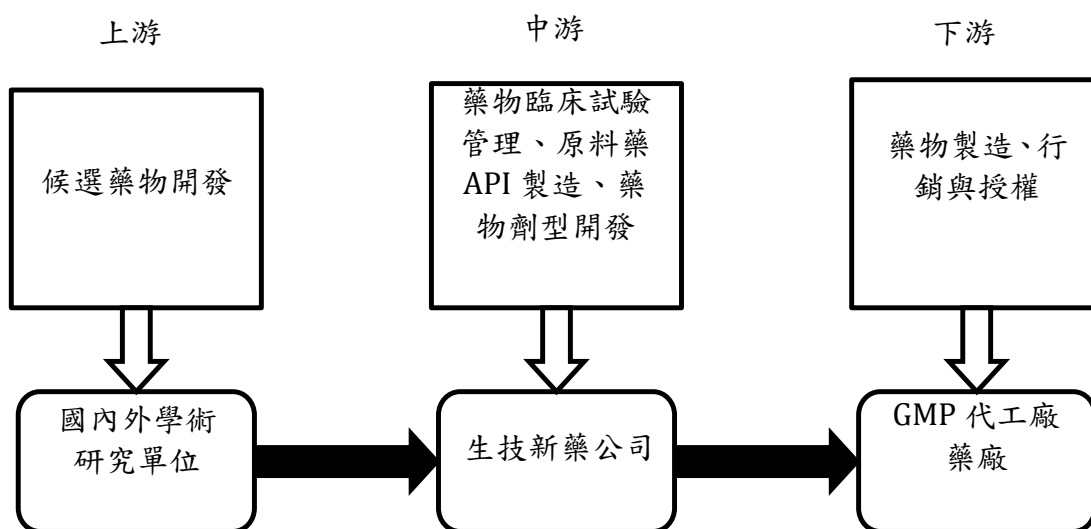 上游
中游
下游
候選藥物開發
藥物臨床試驗
管理、原料藥
API 製造、藥
物劑型開發
藥物製造、行
銷與授權
國內外學術
研究單位
生技新藥公司
GMP 代工廠
藥廠